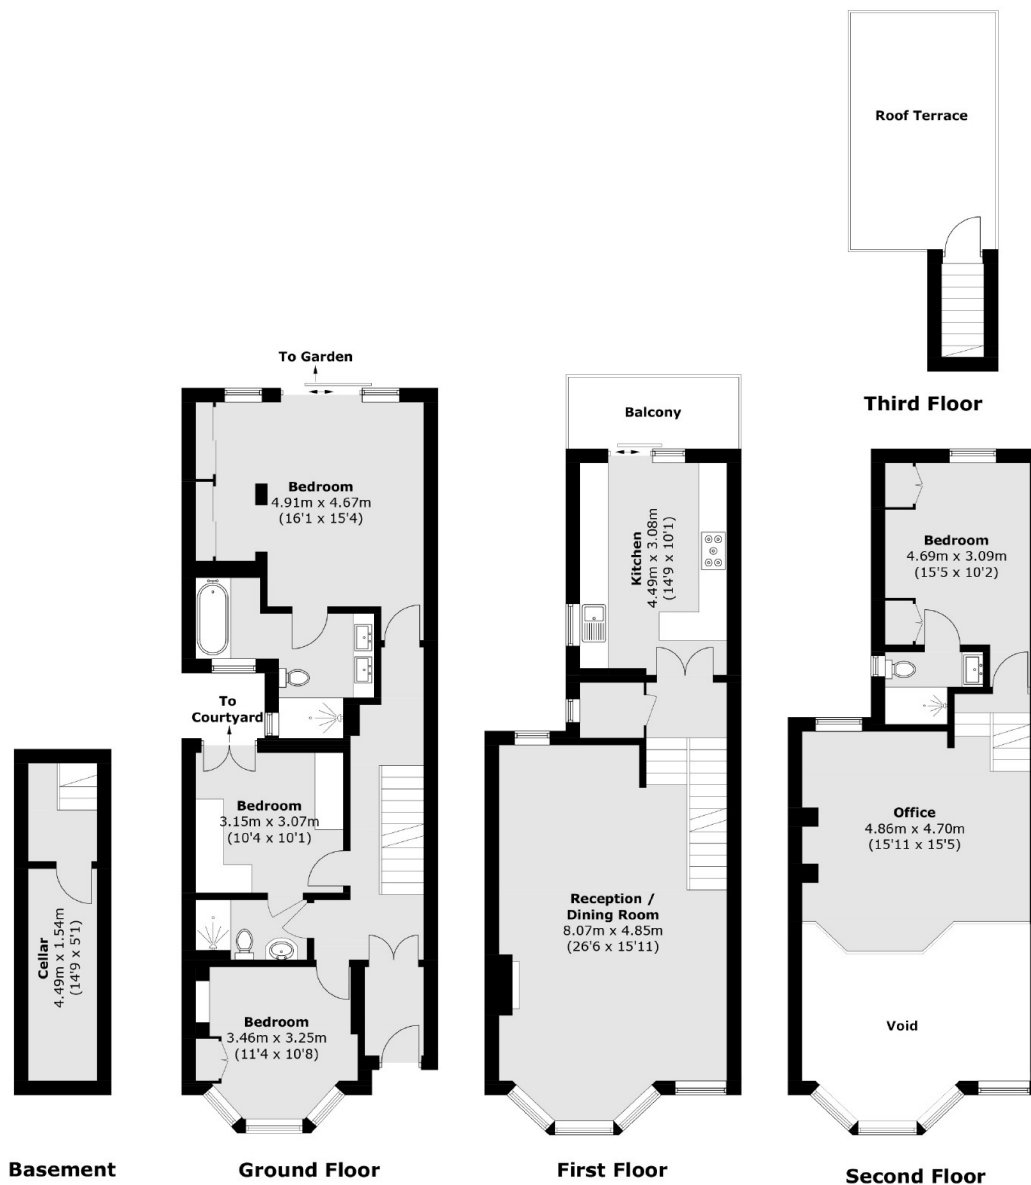 Roof Terrace
Third Floor
To Garden
Bedroom
4.91m x 4.67m
(16'1 x 15'4)
To
Courtyard
Bedroom
3.15m x 3.07m
(10'4 x 10'1)
Bedroom
3.46m x 3.25m
(11'4 x 10'8)
Balcony
Kitchen
4.49m x 3.08m
(14'9 x 10'1)
Reception /
Dining Room
8.07m x 4.85m
(26'6 x 15'11)
Bedroom
4.69m x 3.09m
(15'5 x 10'2)
Office
4.86m x 4.70m
(15'11 x 15'5)
Void
Cellar
4.49m x 1.54m
(14'9 x 5'1)
Basement
Ground Floor
First Floor
Second Floor